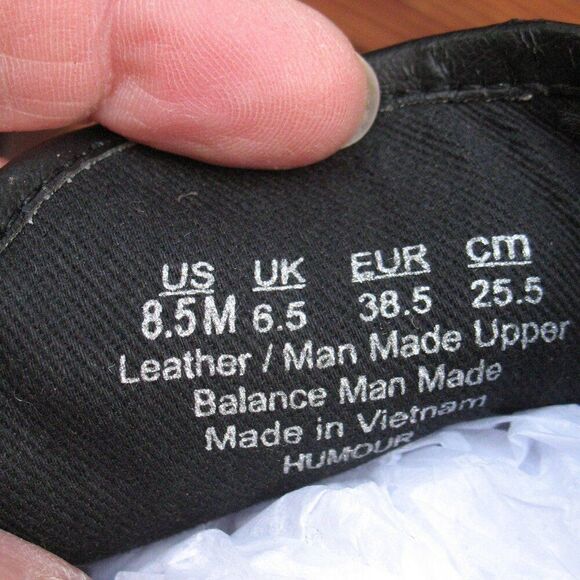 US UK EUR cm
8.5M 6.5 38.5 25.5
Leather / Man Made Upper
Balance Man Made
Made in Vietnam
HUMOUR